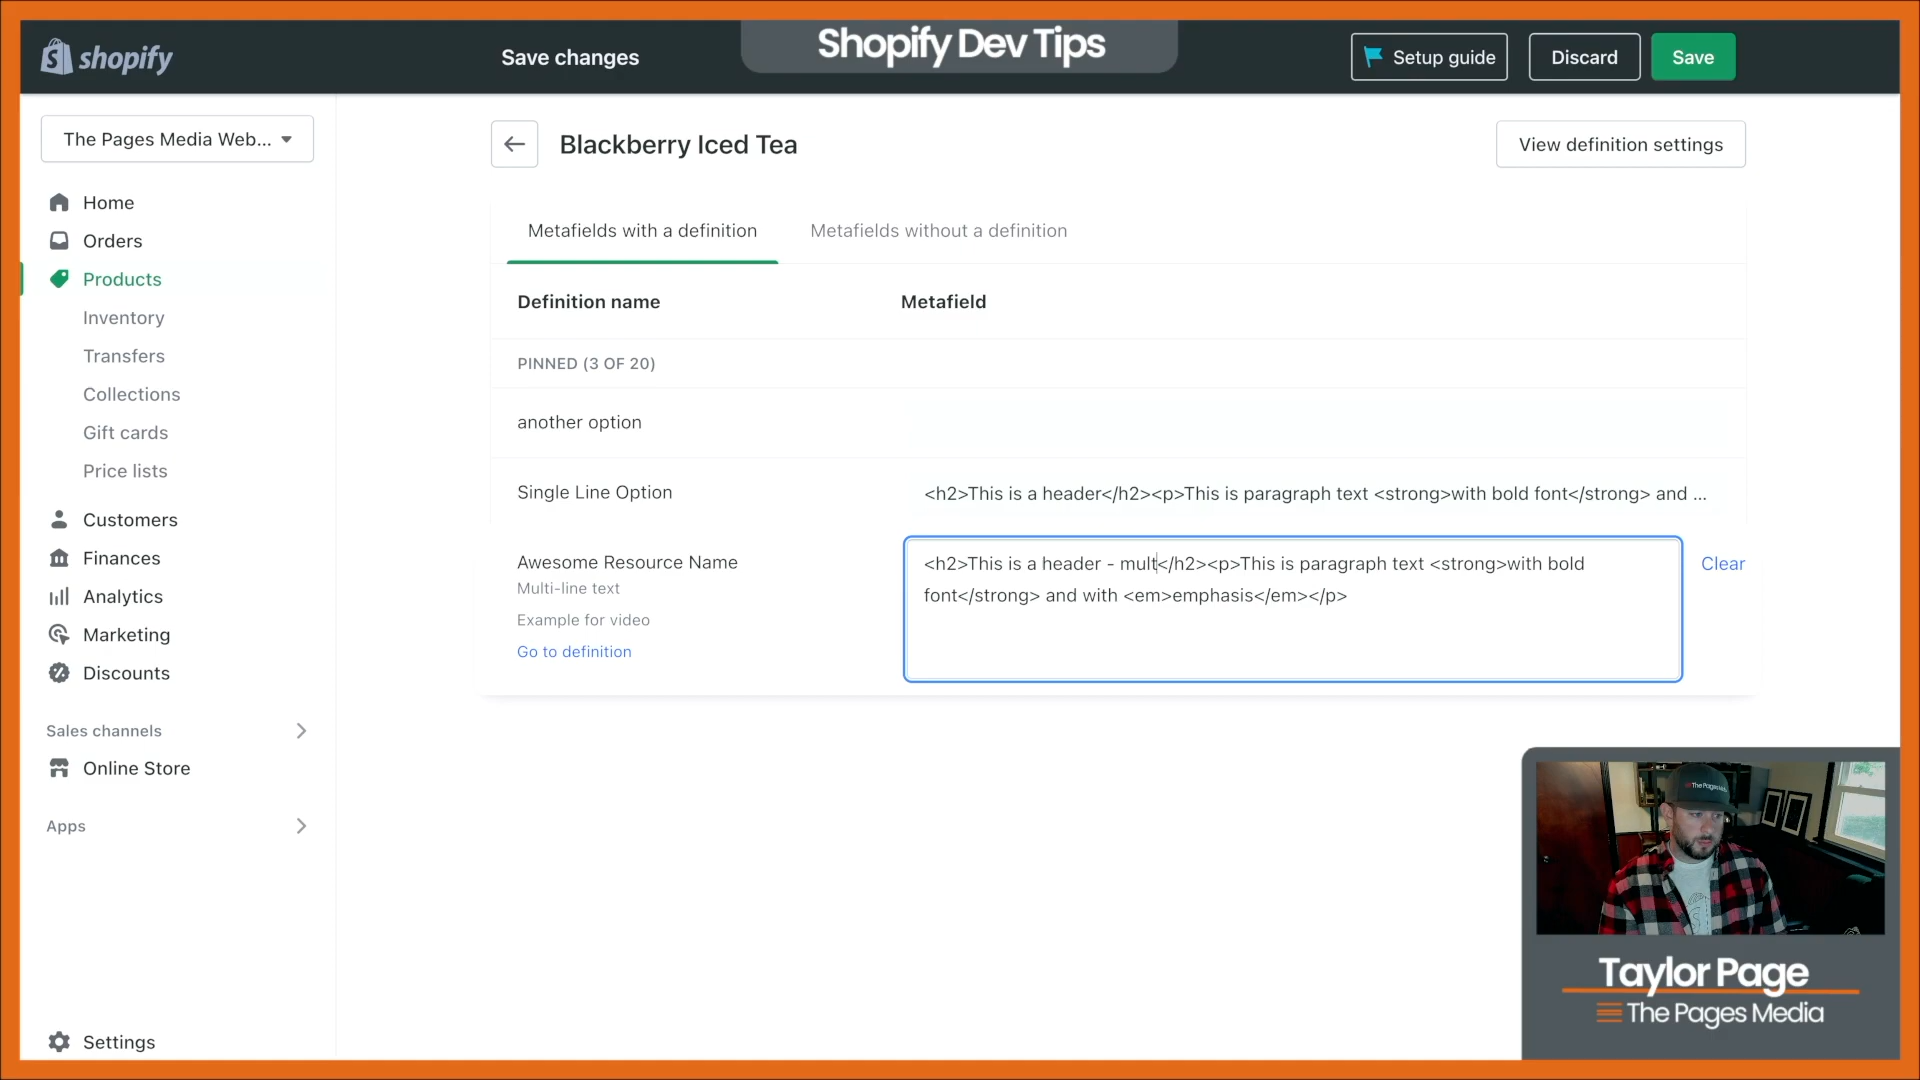 shopify
Save changes
Shopify Dev Tips
Setup guide
Discard
Save
The Pages Media Web...
Blackberry Iced Tea
View definition settings
Home
Orders
Products
Inventory
Transfers
Collections
Gift cards
Price lists
Customers
Finances
Analytics
Marketing
Discounts
Sales channels
Online Store
Apps
Settings
Metafields with a definition
Metafields without a definition
Definition name
Metafield
PINNED (3 OF 20)
another option
Single Line Option
<h2>This is a header</h2><p>This is paragraph text <strong>with bold font</strong> and ...
Awesome Resource Name
Multi-line text
Example for video
Go to definition
<h2>This is a header - mult</h2><p>This is paragraph text <strong>with bold
font</strong> and with <em>emphasis</em></p>
Clear
Taylor Page
The Pages Media